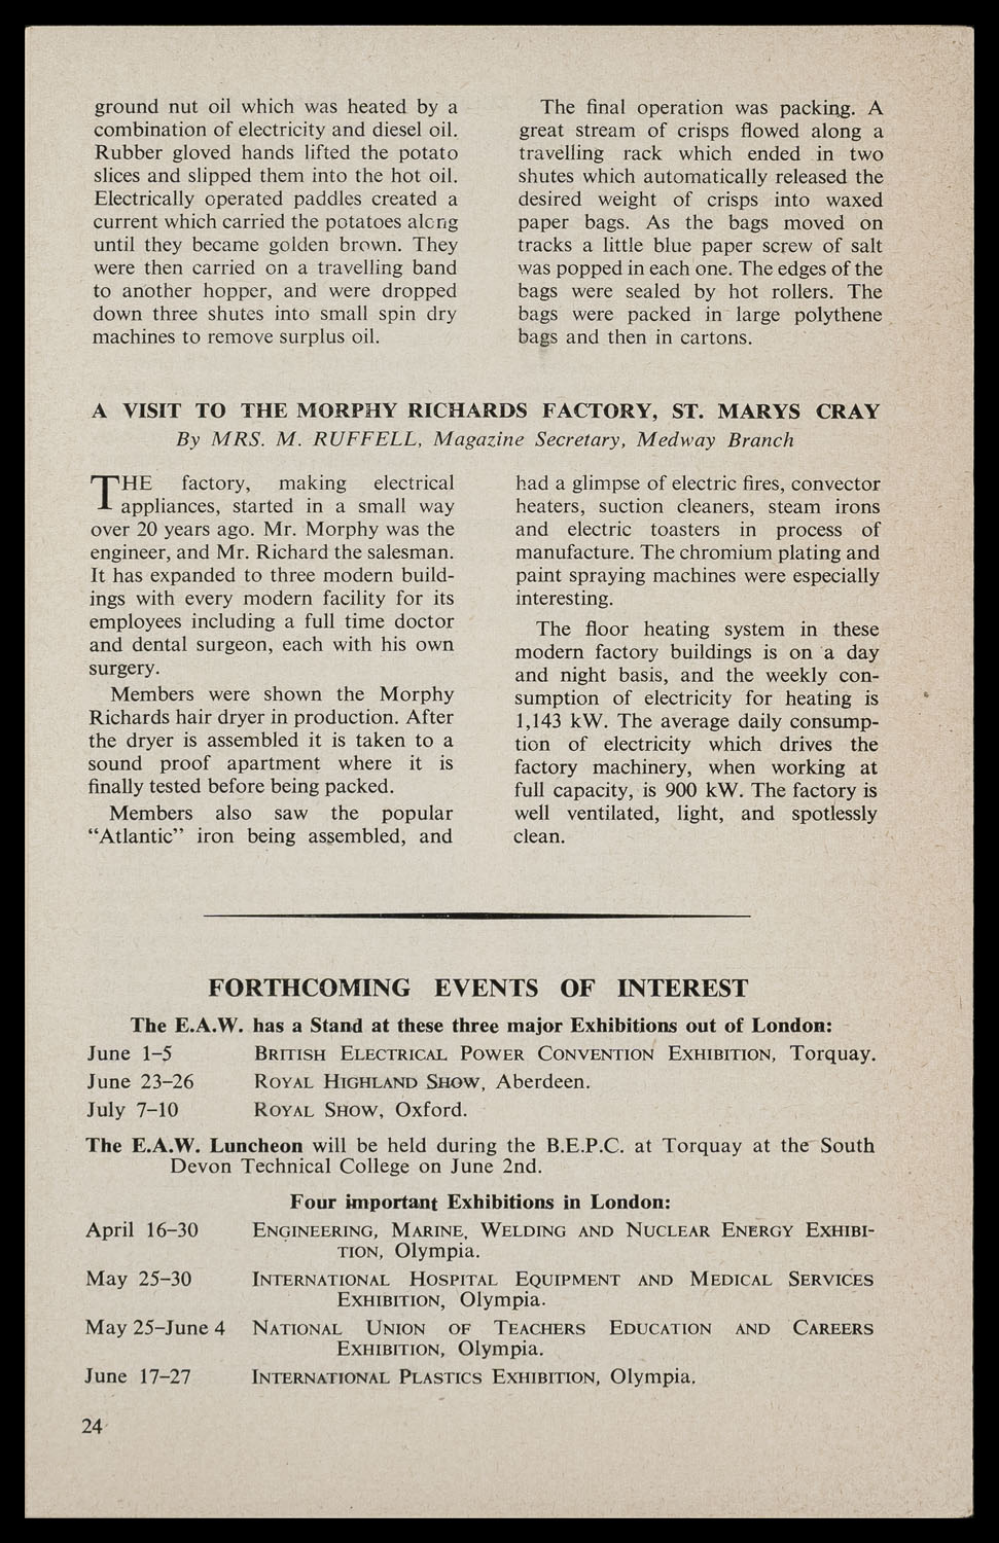 ground nut oil which was heated by a
combination of electricity and diesel oil.
Rubber gloved hands lifted the potato
slices and slipped them into the hot oil.
Electrically operated paddles created a
current which carried the potatoes along
until they became golden brown. They
were then carried on a travelling band
to another hopper, and were dropped
down three shutes into small spin dry
machines to remove surplus oil.
The final operation was packing. A
great stream of crisps flowed along a
travelling rack which ended in two
shutes which automatically released the
desired weight of crisps into waxed
paper bags. As the bags moved on
tracks a little blue paper screw of salt
was popped in each one. The edges of the
bags were sealed by hot rollers. The
bags were packed in large polythene
bags and then in cartons.
A VISIT TO THE MORPHY RICHARDS FACTORY, ST. MARYS CRAY
By MRS. M. RUFFELL, Magazine Secretary, Medway Branch
THE factory, making electrical
appliances, started in a small way
over 20 years ago. Mr. Morphy was the
engineer, and Mr. Richard the salesman.
It has expanded to three modern build-
ings with every modern facility for its
employees including a full time doctor
and dental surgeon, each with his own
surgery.
Members were shown the Morphy
Richards hair dryer in production. After
the dryer is assembled it is taken to a
sound proof apartment where it is
finally tested before being packed.
Members also saw the popular
“Atlantic” iron being assembled, and
had a glimpse of electric fires, convector
heaters, suction cleaners, steam irons
and electric toasters in process of
manufacture. The chromium plating and
paint spraying machines were especially
interesting.
The floor heating system in these
modern factory buildings is on a day
and night basis, and the weekly con-
sumption of electricity for heating is
1,143 kW. The average daily consump-
tion of electricity which drives the
factory machinery, when working at
full capacity, is 900 kW. The factory is
well ventilated, light, and spotlessly
clean.
FORTHCOMING EVENTS OF INTEREST
The E.A.W. has a Stand at these three major Exhibitions out of London:
June 1–5 BRITISH ELECTRICAL POWER CONVENTION EXHIBITION, Torquay.
June 23–26 ROYAL HIGHLAND SHOW, Aberdeen.
July 7–10 ROYAL SHOW, Oxford.
The E.A.W. Luncheon will be held during the B.E.P.C. at Torquay at the South
Devon Technical College on June 2nd.
Four important Exhibitions in London:
April 16–30 ENGINEERING, MARINE, WELDING AND NUCLEAR ENERGY EXHIBI-
TION, Olympia.
May 25–30 INTERNATIONAL HOSPITAL EQUIPMENT AND MEDICAL SERVICES
EXHIBITION, Olympia.
May 25–June 4 NATIONAL UNION OF TEACHERS EDUCATION AND CAREERS
EXHIBITION, Olympia.
June 17–27 INTERNATIONAL PLASTICS EXHIBITION, Olympia.
24